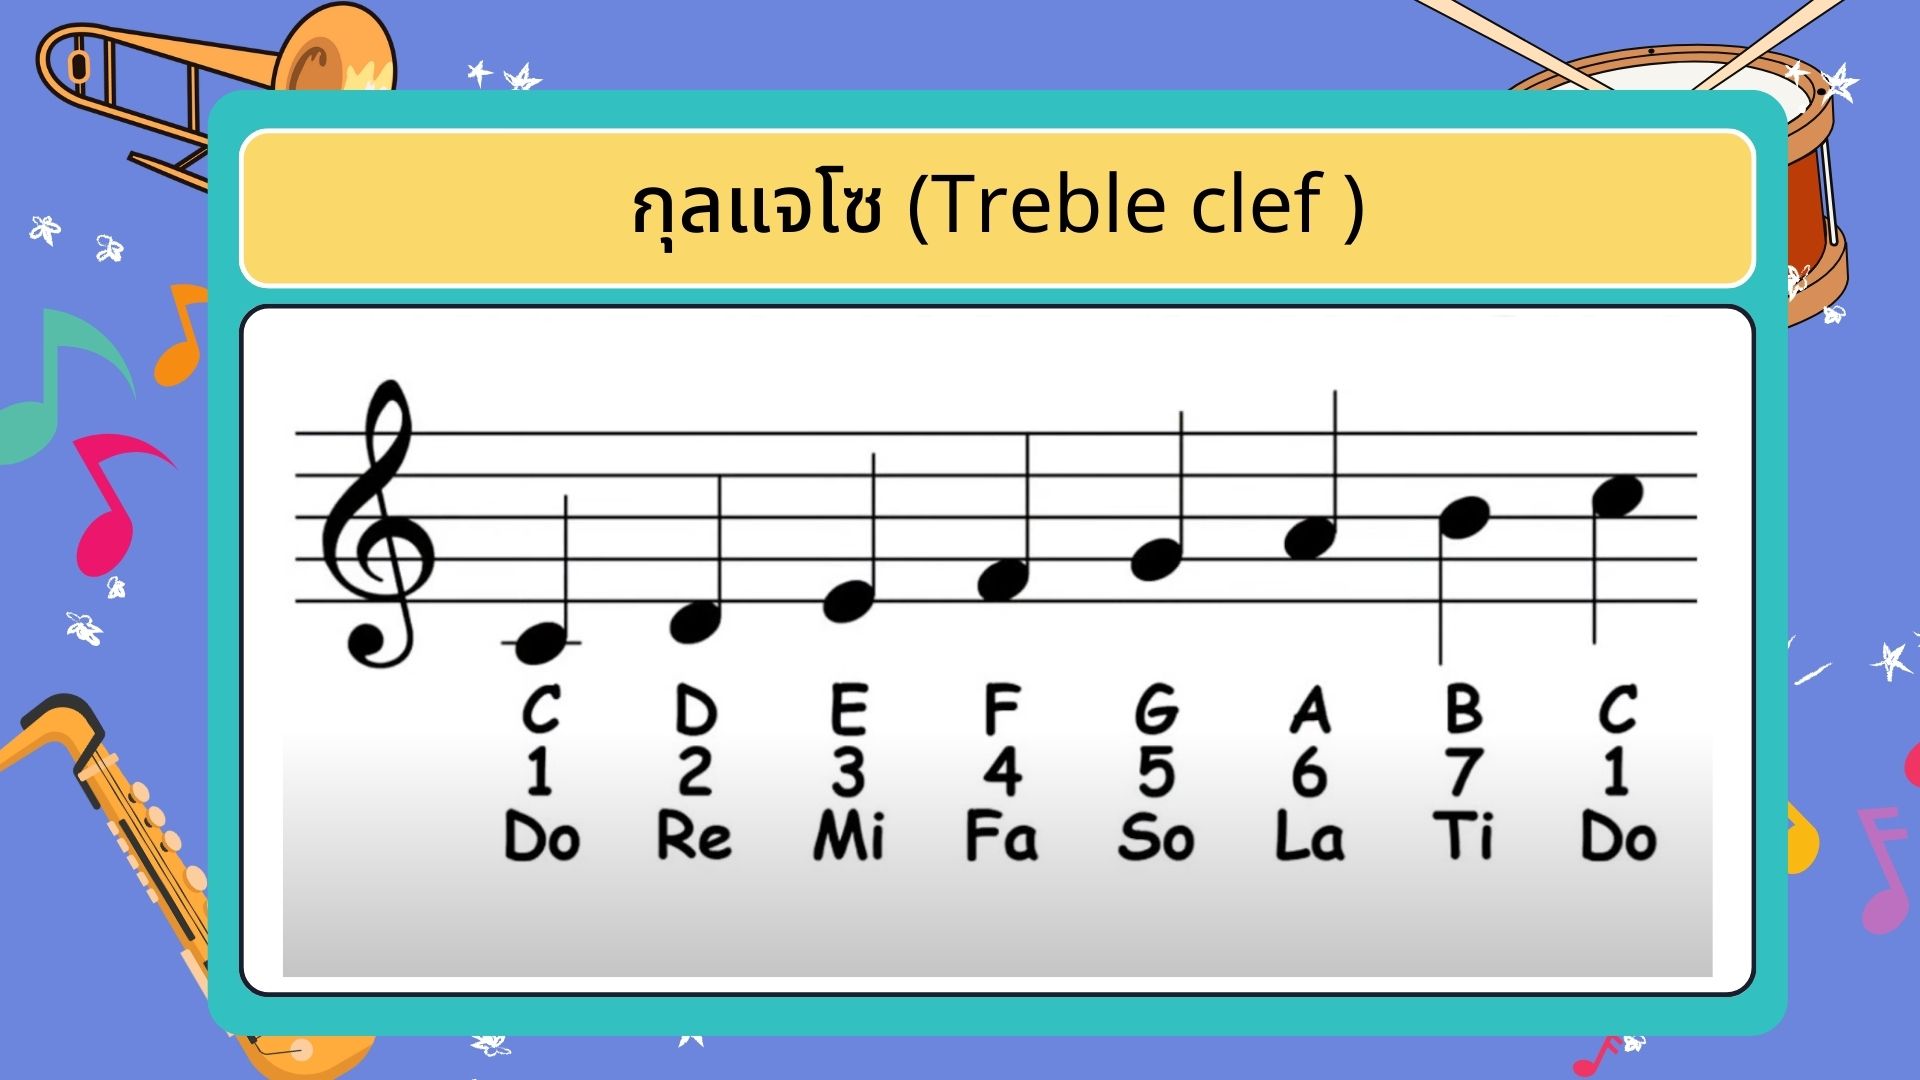 กุลแจโซ (Treble clef )
C D E F G A B C
1 2 3 4 5 6 7 1
Do Re Mi Fa So La Ti Do